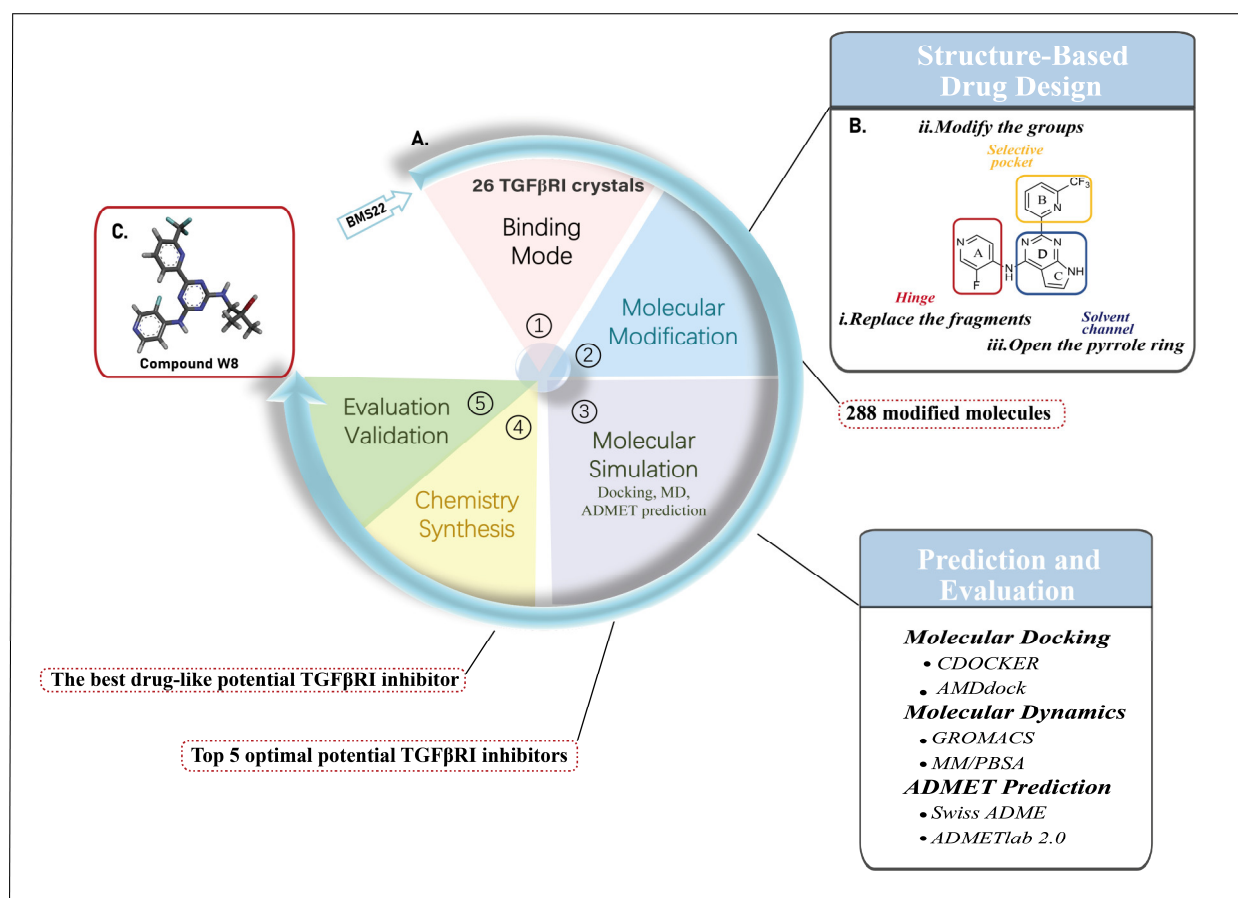 A.
BMS22
26 TGFβRI crystals
Binding
Mode
①
Molecular
Modification
②
③
Molecular
Simulation
Docking, MD,
ADMET prediction
④
Chemistry
Synthesis
⑤
Evaluation
Validation
Structure-Based
Drug Design
B.
ii.Modify the groups
Selective
pocket
CF3
B
N
N
N
N
A
D
N
H
NH
C
F
Hinge
i.Replace the fragments
Solvent
channel
iii.Open the pyrrole ring
288 modified molecules
Prediction and
Evaluation
Molecular Docking
• CDOCKER
• AMDdock
Molecular Dynamics
• GROMACS
• MM/PBSA
ADMET Prediction
• Swiss ADME
• ADMETlab 2.0
Top 5 optimal potential TGFβRI inhibitors
The best drug-like potential TGFβRI inhibitor
C.
Compound W8